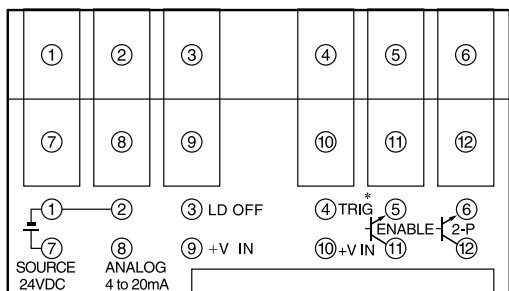 ① ② ③ ④ ⑤ ⑥
⑦ ⑧ ⑨ ⑩ ⑪ ⑫
① ② ③ LD OFF ④ TRIG* ⑤ ⑥
ENABLE 2-P
⑦ ⑧ ⑨ +V IN ⑩ +V IN ⑪ ⑫
SOURCE ANALOG
24VDC 4 to 20mA